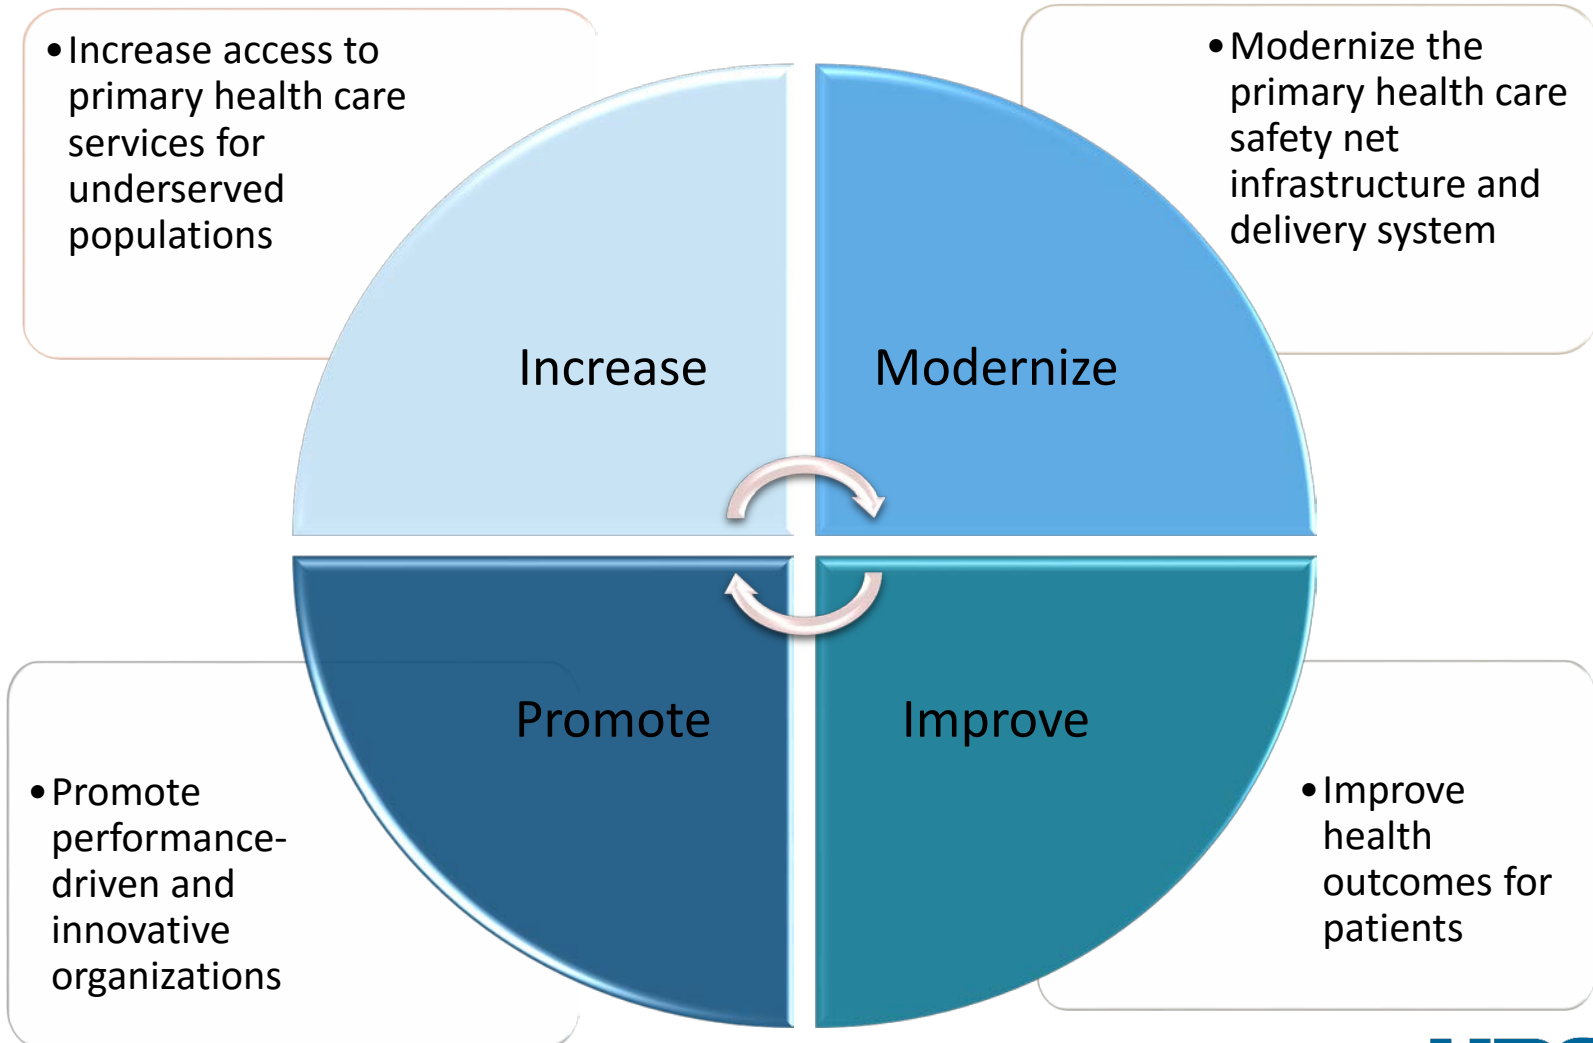 •Increase access to
primary health care
services for
underserved
populations
•Modernize the
primary health care
safety net
infrastructure and
delivery system
Increase
Modernize
Promote
Improve
•Promote
performance-
driven and
innovative
organizations
•Improve
health
outcomes for
patients